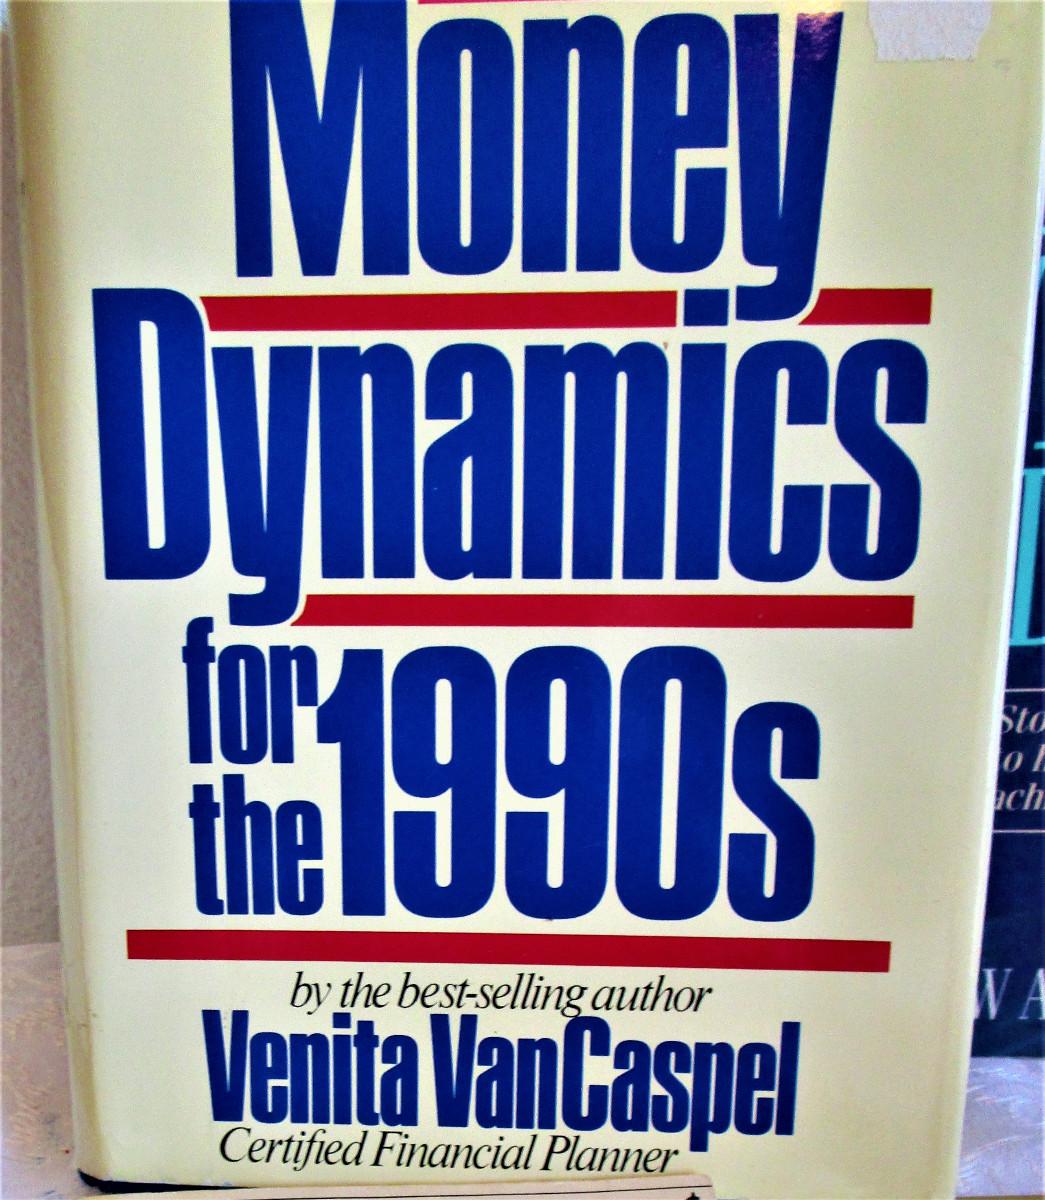 Money
Dynamics
for
the
1990s
by the best-selling author
Venita VanCaspel
Certified Financial Planner